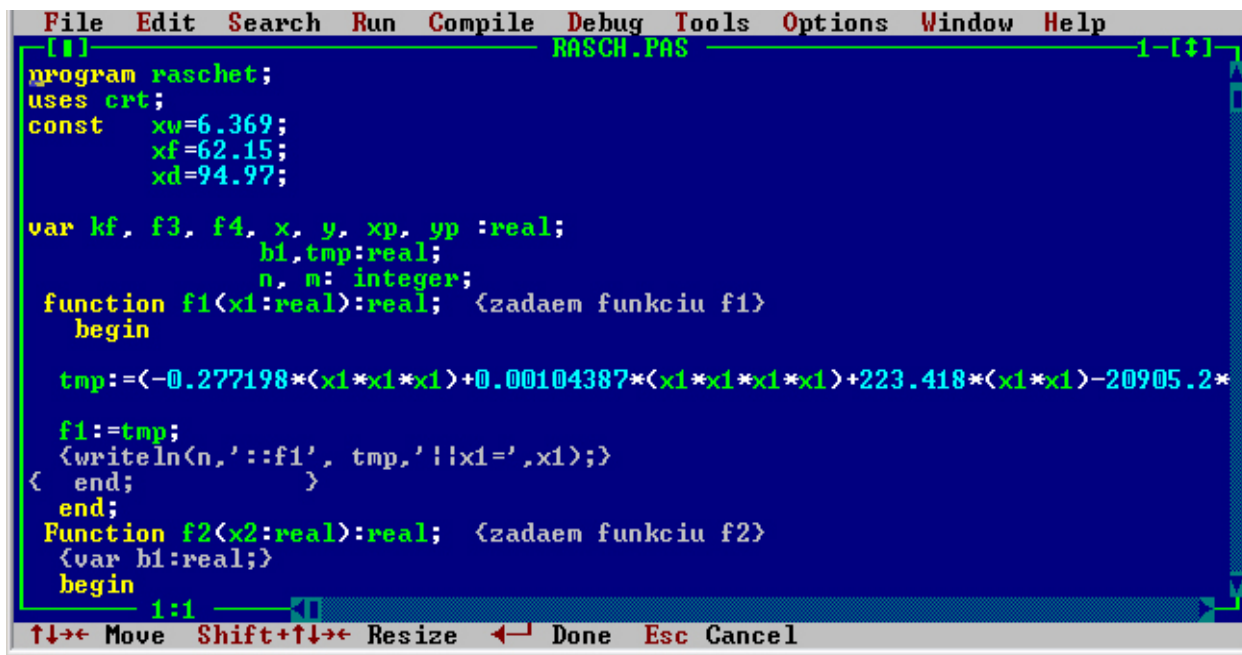 File Edit Search Run Compile Debug Tools Options Window Help
[▮] RASCH.PAS 1-[↕]
program raschet;
uses crt;
const xw=6.369;
xf=62.15;
xd=94.97;
var kf, f3, f4, x, y, xp, yp :real;
b1,tmp:real;
n, m: integer;
function f1(x1:real):real; {zadaem funkciu f1}
begin
tmp:=(-0.277198*(x1*x1*x1)+0.00104387*(x1*x1*x1*x1)+223.418*(x1*x1)-20905.2*
f1:=tmp;
{writeln(n,'::f1', tmp,'||x1=',x1);}
{ end; }
end;
Function f2(x2:real):real; {zadaem funkciu f2}
{var b1:real;}
begin
1:1
↑↓→← Move Shift+↑↓→← Resize ◄─┘ Done Esc Cancel